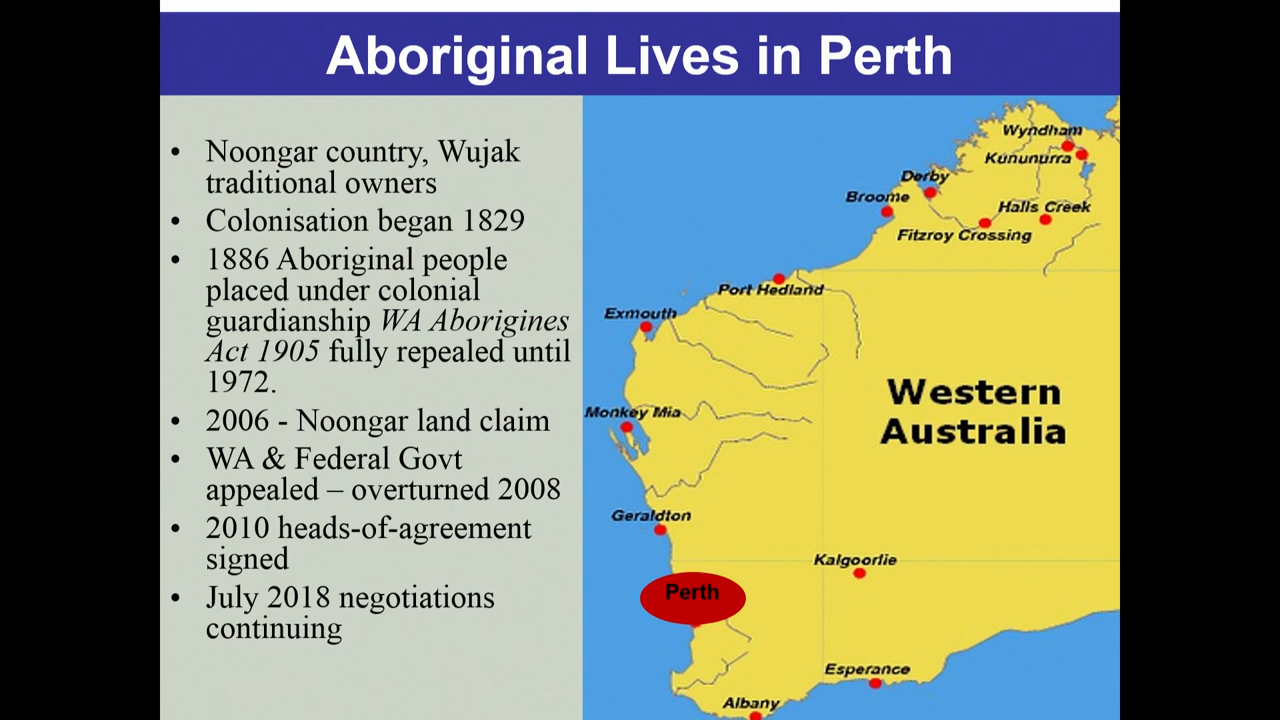 Aboriginal Lives in Perth
• Noongar country, Wujak
traditional owners
• Colonisation began 1829
• 1886 Aboriginal people
placed under colonial
guardianship WA Aborigines
Act 1905 fully repealed until
1972.
• 2006 - Noongar land claim
• WA & Federal Govt
appealed – overturned 2008
• 2010 heads-of-agreement
signed
• July 2018 negotiations
continuing
Wyndham
Kununurra
Derby
Broome
Halls Creek
Fitzroy Crossing
Port Hedland
Exmouth
Western
Australia
Monkey Mia
Geraldton
Kalgoorlie
Perth
Esperance
Albany